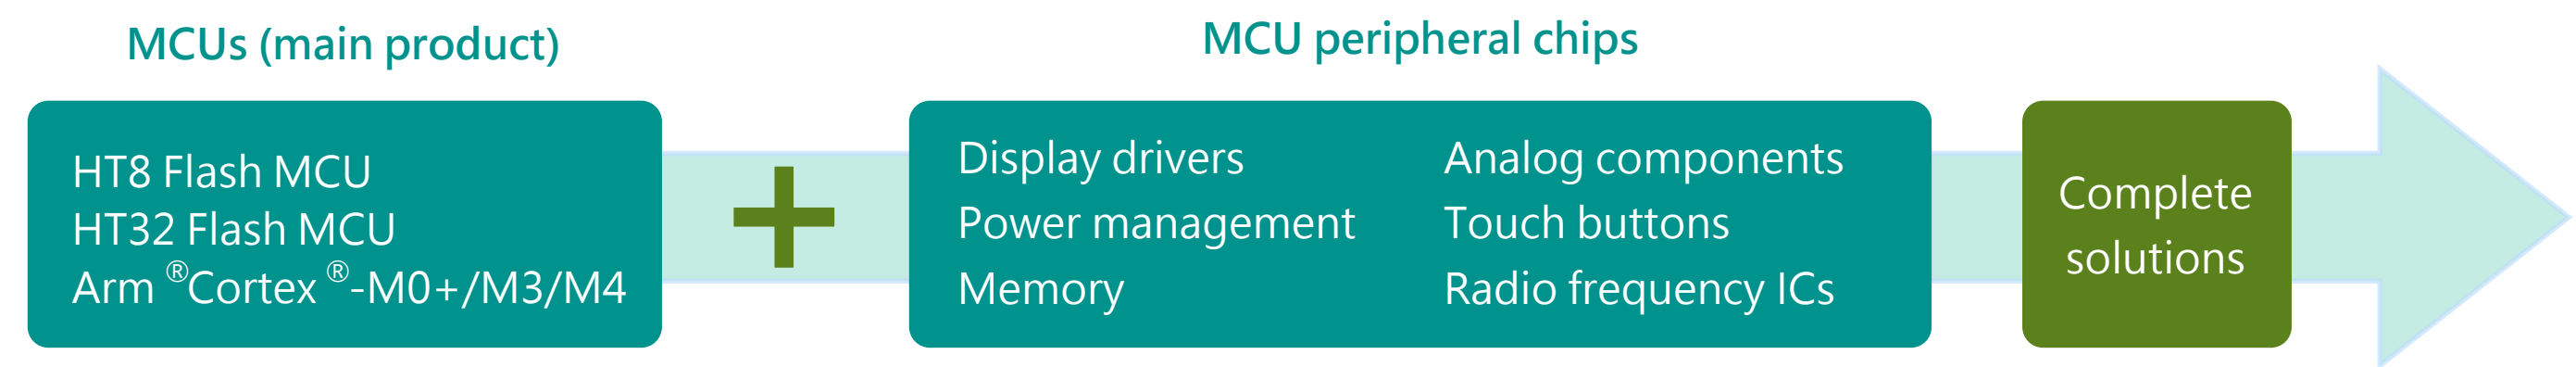 MCUs (main product)
HT8 Flash MCU
HT32 Flash MCU
Arm ®Cortex ®-M0+/M3/M4
+
MCU peripheral chips
Display drivers
Power management
Memory
Analog components
Touch buttons
Radio frequency ICs
Complete
solutions